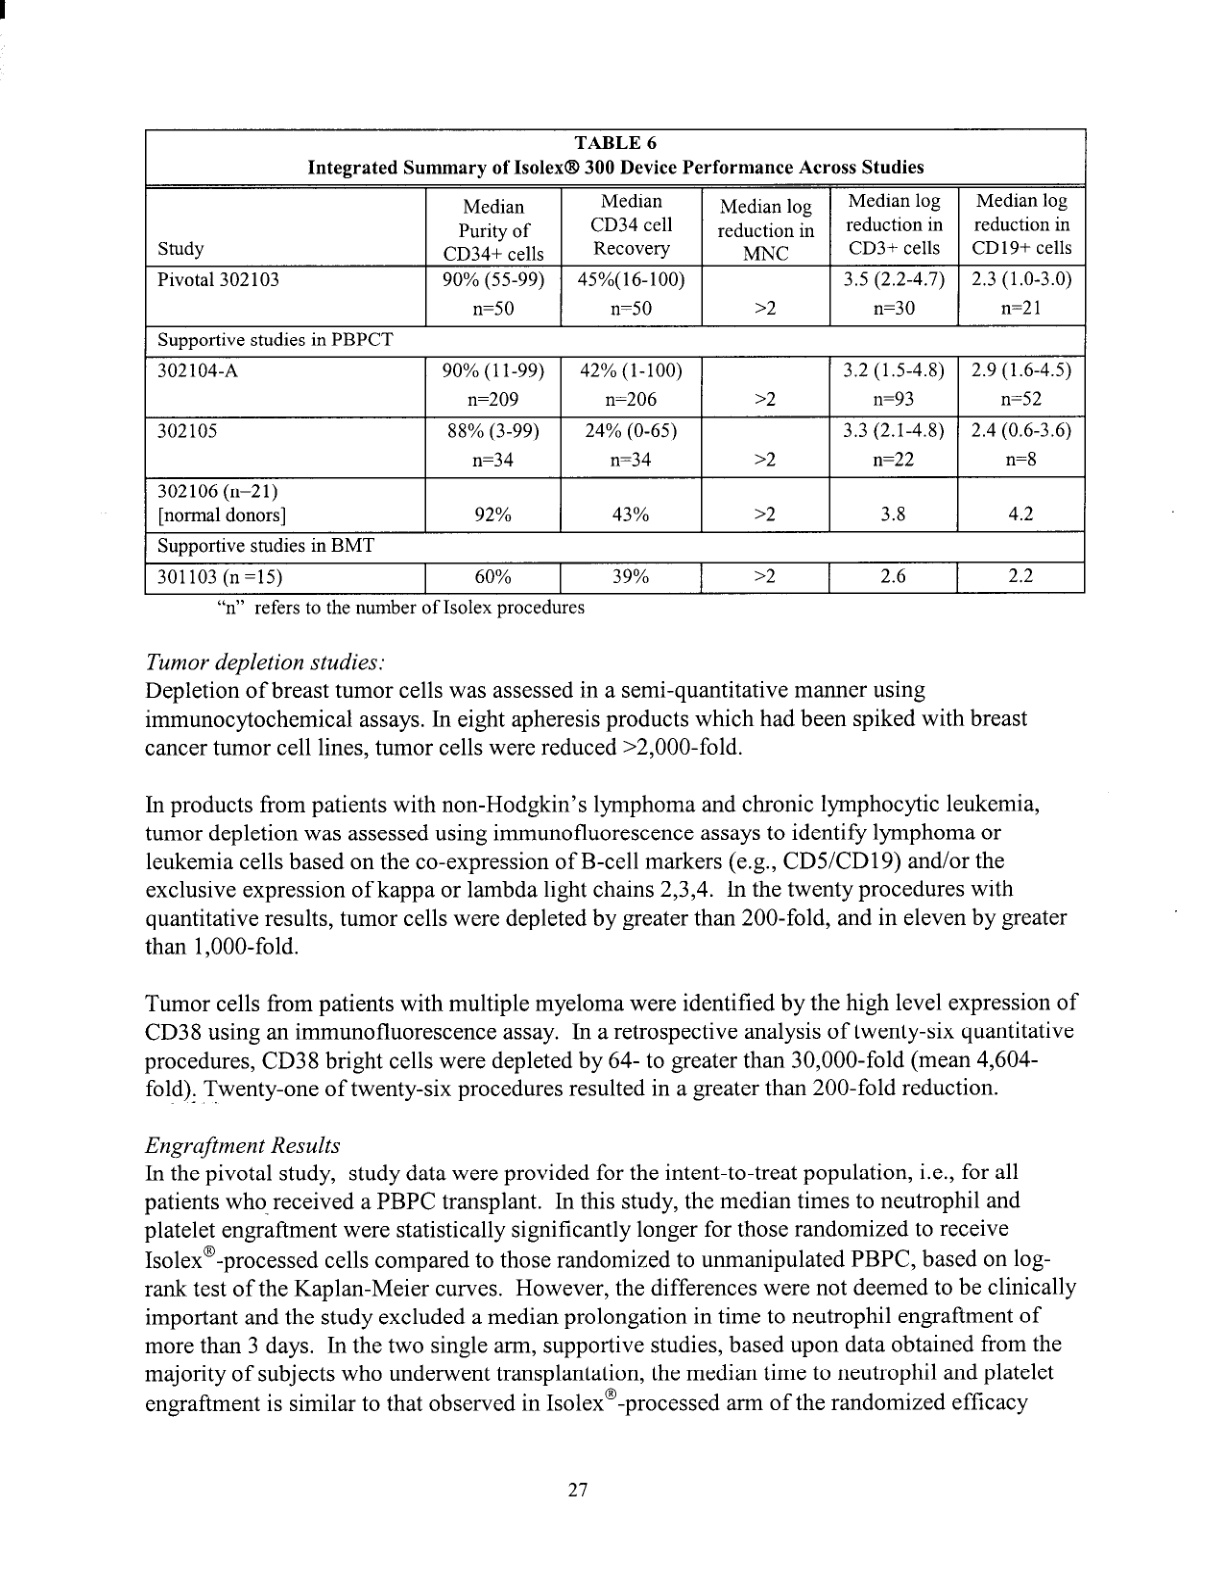 TABLE 6
Integrated Summary of Isolex® 300 Device Performance Across Studies
Study | Median Purity of CD34+ cells | Median CD34 cell Recovery | Median log reduction in MNC | Median log reduction in CD3+ cells | Median log reduction in CD19+ cells
Pivotal 302103 | 90% (55-99) n=50 | 45%(16-100) n=50 | >2 | 3.5 (2.2-4.7) n=30 | 2.3 (1.0-3.0) n=21
Supportive studies in PBPCT
302104-A | 90% (11-99) n=209 | 42% (1-100) n=206 | >2 | 3.2 (1.5-4.8) n=93 | 2.9 (1.6-4.5) n=52
302105 | 88% (3-99) n=34 | 24% (0-65) n=34 | >2 | 3.3 (2.1-4.8) n=22 | 2.4 (0.6-3.6) n=8
302106 (n–21) [normal donors] | 92% | 43% | >2 | 3.8 | 4.2
Supportive studies in BMT
301103 (n =15) | 60% | 39% | >2 | 2.6 | 2.2
“n” refers to the number of Isolex procedures
Tumor depletion studies:
Depletion of breast tumor cells was assessed in a semi-quantitative manner using
immunocytochemical assays. In eight apheresis products which had been spiked with breast
cancer tumor cell lines, tumor cells were reduced >2,000-fold.
In products from patients with non-Hodgkin’s lymphoma and chronic lymphocytic leukemia,
tumor depletion was assessed using immunofluorescence assays to identify lymphoma or
leukemia cells based on the co-expression of B-cell markers (e.g., CD5/CD19) and/or the
exclusive expression of kappa or lambda light chains 2,3,4. In the twenty procedures with
quantitative results, tumor cells were depleted by greater than 200-fold, and in eleven by greater
than 1,000-fold.
Tumor cells from patients with multiple myeloma were identified by the high level expression of
CD38 using an immunofluorescence assay. In a retrospective analysis of twenty-six quantitative
procedures, CD38 bright cells were depleted by 64- to greater than 30,000-fold (mean 4,604-
fold). Twenty-one of twenty-six procedures resulted in a greater than 200-fold reduction.
Engraftment Results
In the pivotal study, study data were provided for the intent-to-treat population, i.e., for all
patients who received a PBPC transplant. In this study, the median times to neutrophil and
platelet engraftment were statistically significantly longer for those randomized to receive
Isolex®-processed cells compared to those randomized to unmanipulated PBPC, based on log-
rank test of the Kaplan-Meier curves. However, the differences were not deemed to be clinically
important and the study excluded a median prolongation in time to neutrophil engraftment of
more than 3 days. In the two single arm, supportive studies, based upon data obtained from the
majority of subjects who underwent transplantation, the median time to neutrophil and platelet
engraftment is similar to that observed in Isolex®-processed arm of the randomized efficacy
27